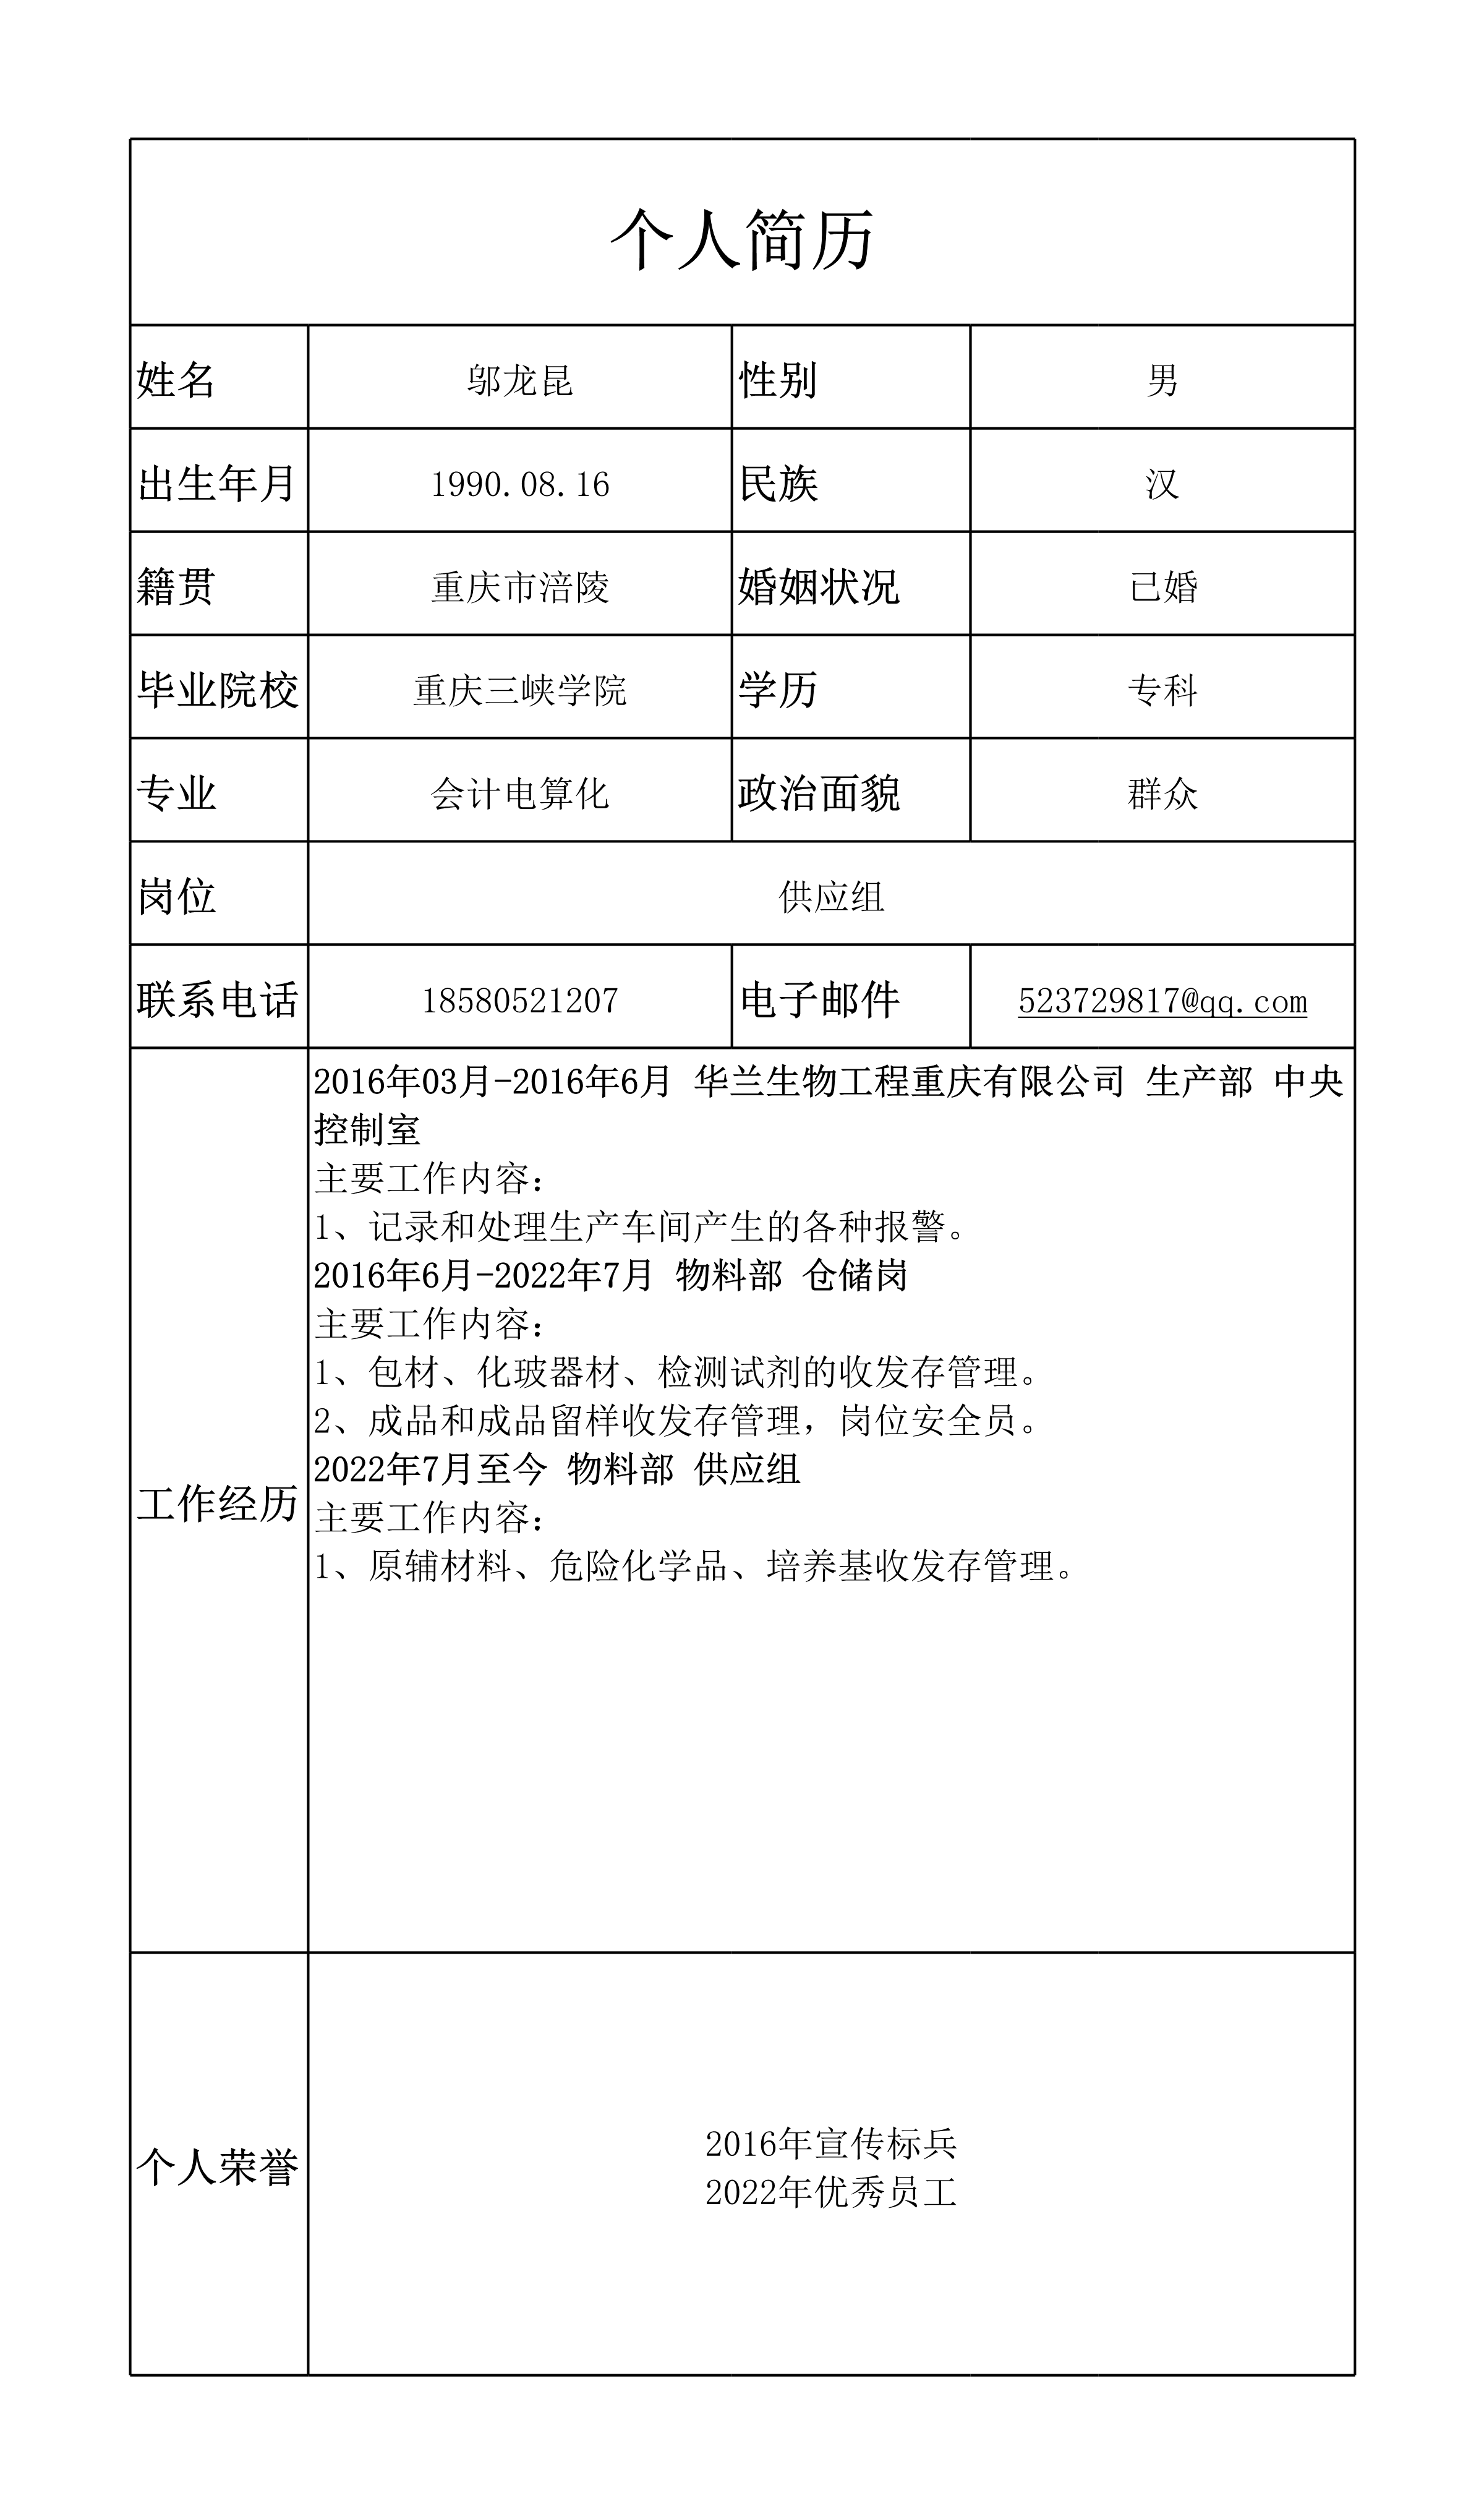 个人简历
姓名 邬龙昆 性别 男
出生年月 1990.08.16 民族 汉
籍贯 重庆市涪陵 婚姻状况 已婚
毕业院校 重庆三峡学院 学历 专科
专业 会计电算化 政治面貌 群众
岗位 供应组
联系电话 18580521207 电子邮件 523729817@qq.com
工作经历
2016年03月-2016年6月 华兰生物工程重庆有限公司 生产部 中央
控制室
主要工作内容：
1、记录和处理生产车间产生的各种报警。
2016年6月-2022年7月 物料部 仓储岗
主要工作内容：
1、包材、化玻器材、检测试剂的收发存管理。
2、成品和成品留样收发存管理，岗位安全员。
2022年7月至今 物料部 供应组
主要工作内容：
1、原辅材料、危险化学品、培养基收发存管理。
个人荣誉
2016年宣传标兵
2022年优秀员工